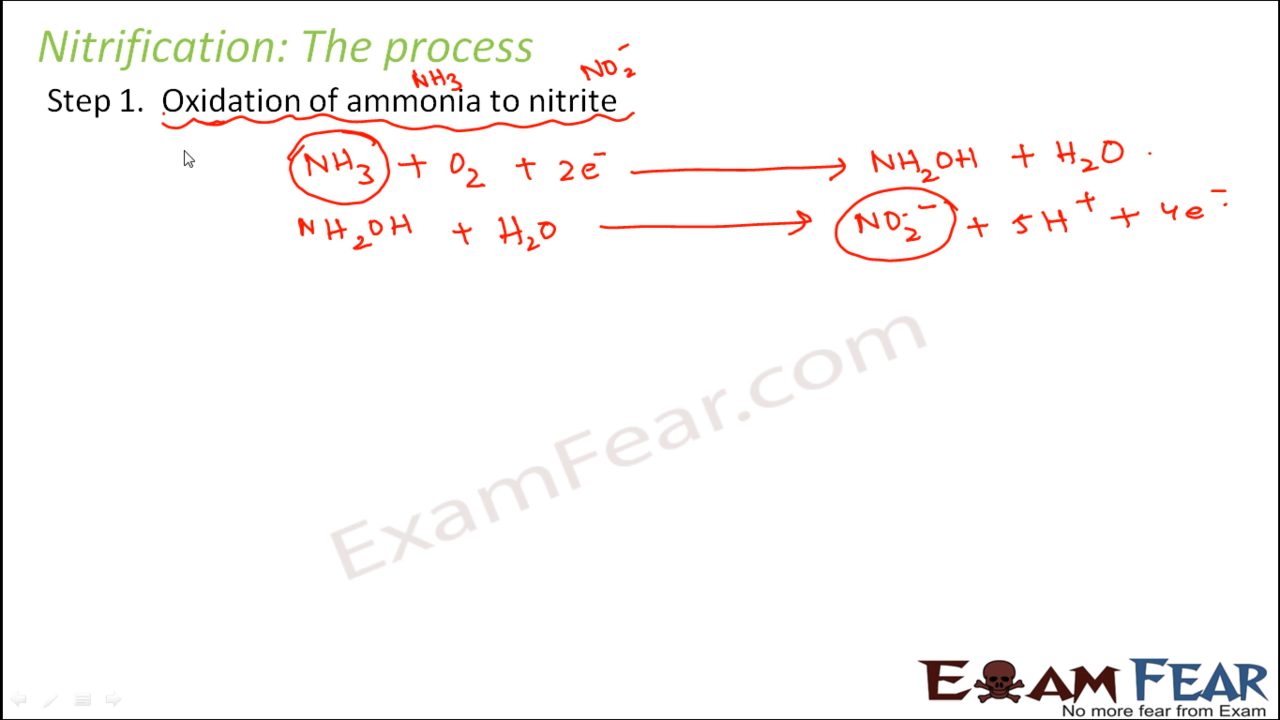 Nitrification: The process
NH3 NO2-
Step 1. Oxidation of ammonia to nitrite
NH3 + O2 + 2e- → NH2OH + H2O
NH2OH + H2O → NO2- + 5H+ + 4e-
ExamFear.com
EXAM FEAR
No more fear from Exam